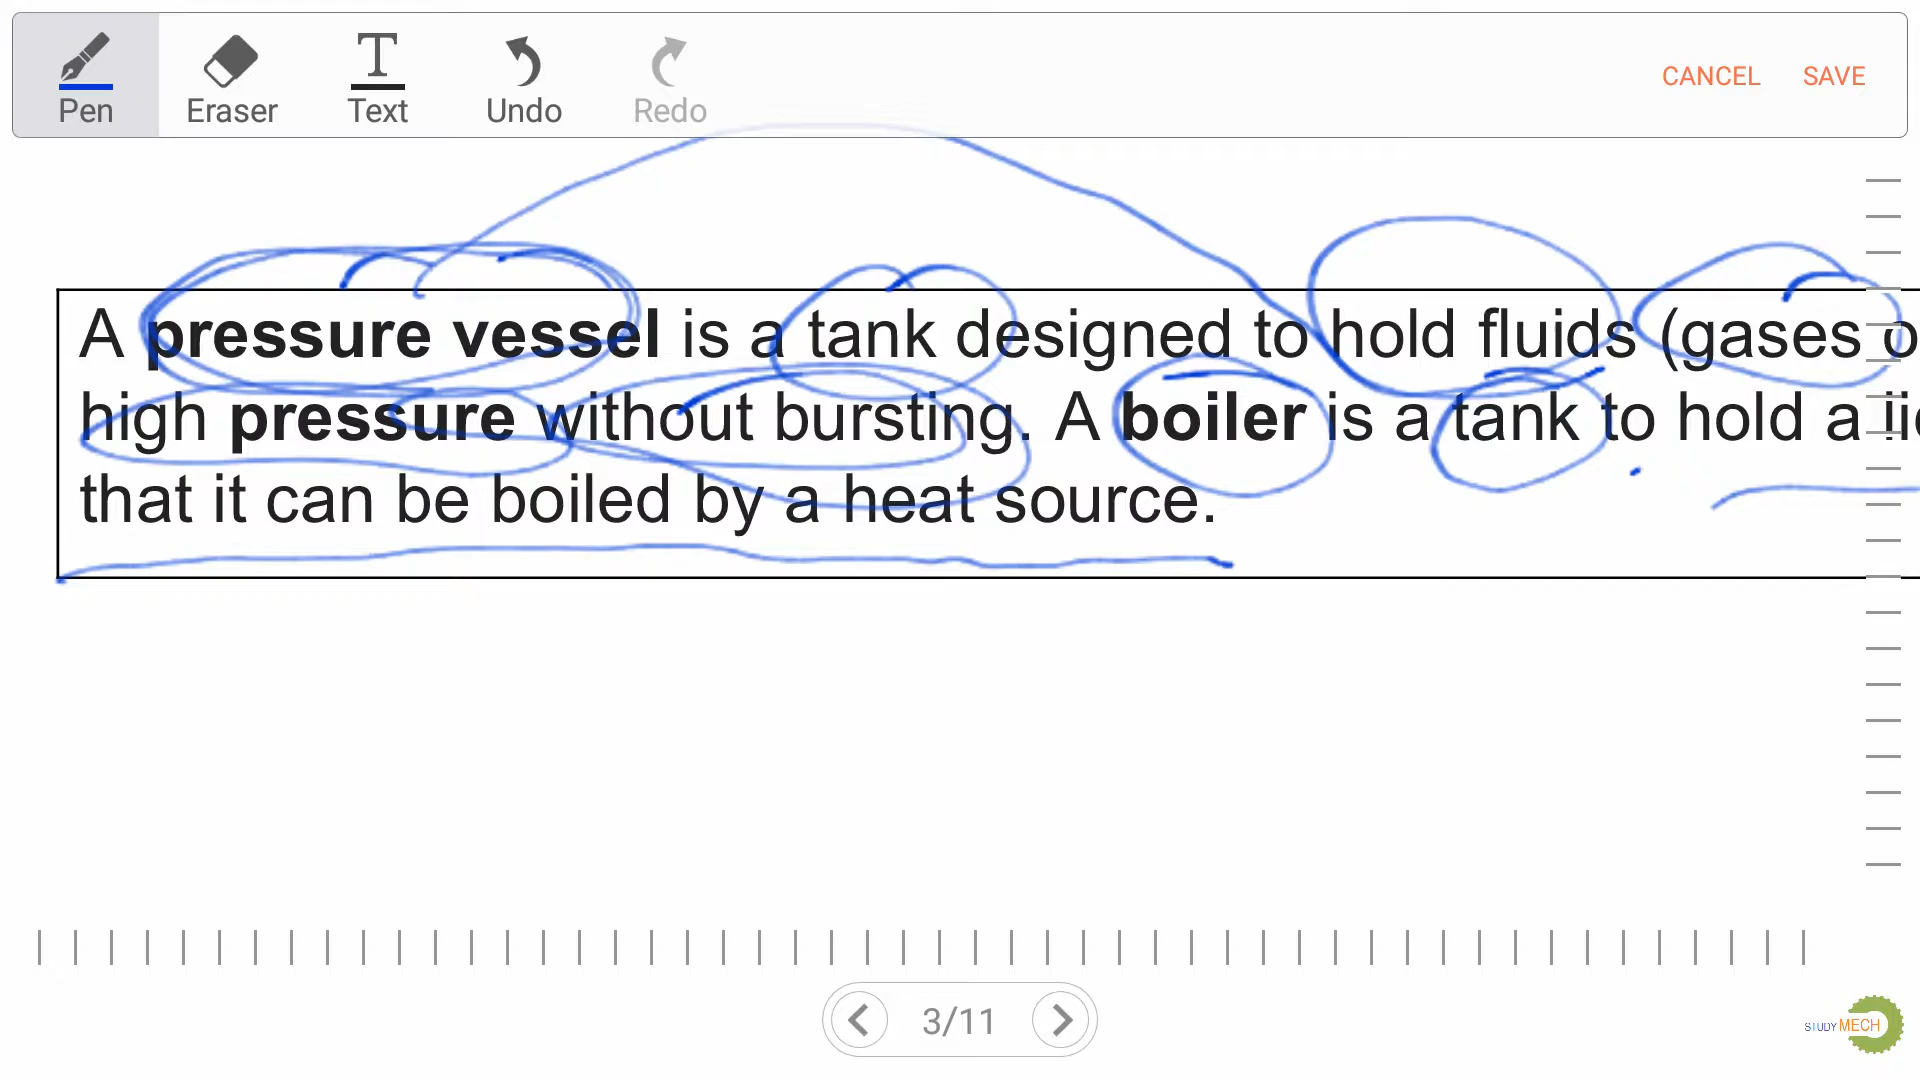 Pen
Eraser
Text
Undo
Redo
CANCEL
SAVE
A pressure vessel is a tank designed to hold fluids (gases
high pressure without bursting. A boiler is a tank to hold a
that it can be boiled by a heat source.
3/11
STUDY MECH